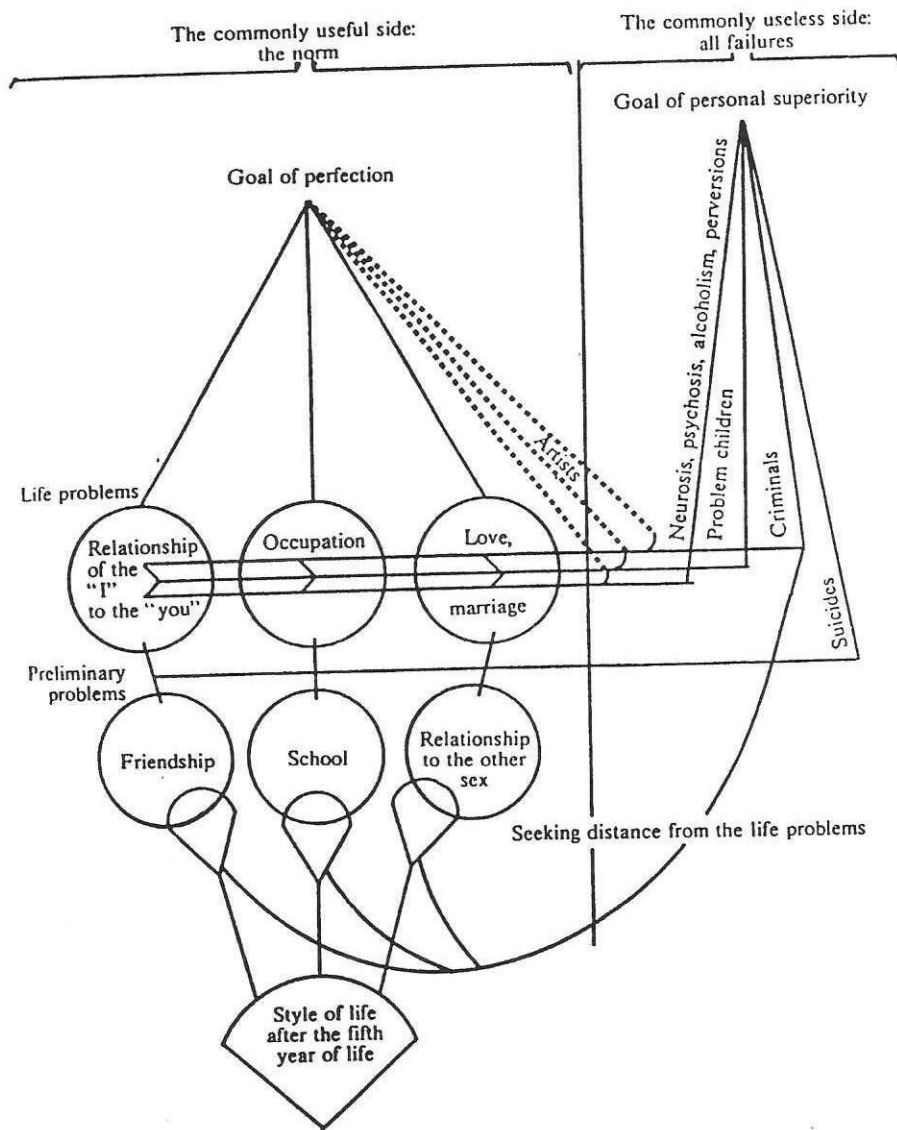 The commonly useful side:
the norm
The commonly useless side:
all failures
Goal of personal superiority
Goal of perfection
Neurosis, psychosis, alcoholism, perversions
Problem children
Criminals
Suicides
Artists
Life problems
Relationship
of the
"I"
to the "you"
Occupation
Love,
marriage
Preliminary
problems
Friendship
School
Relationship
to the other
sex
Seeking distance from the life problems
Style of life
after the fifth
year of life